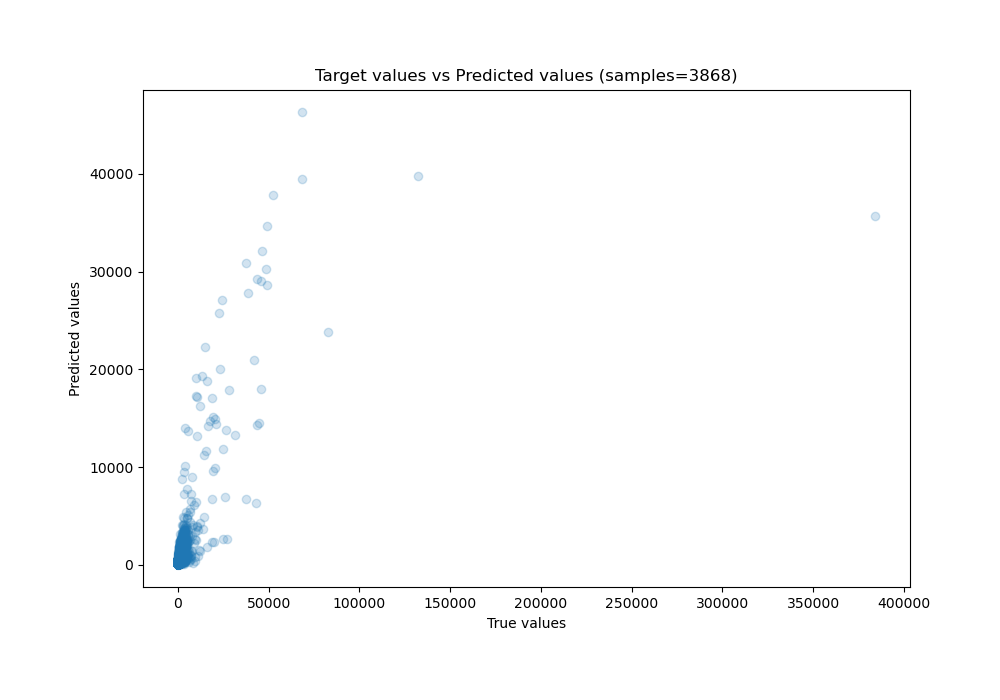 Target values vs Predicted values (samples=3868)
40000
30000
20000
10000
0
Predicted values
0 50000 100000 150000 200000 250000 300000 350000 400000
True values